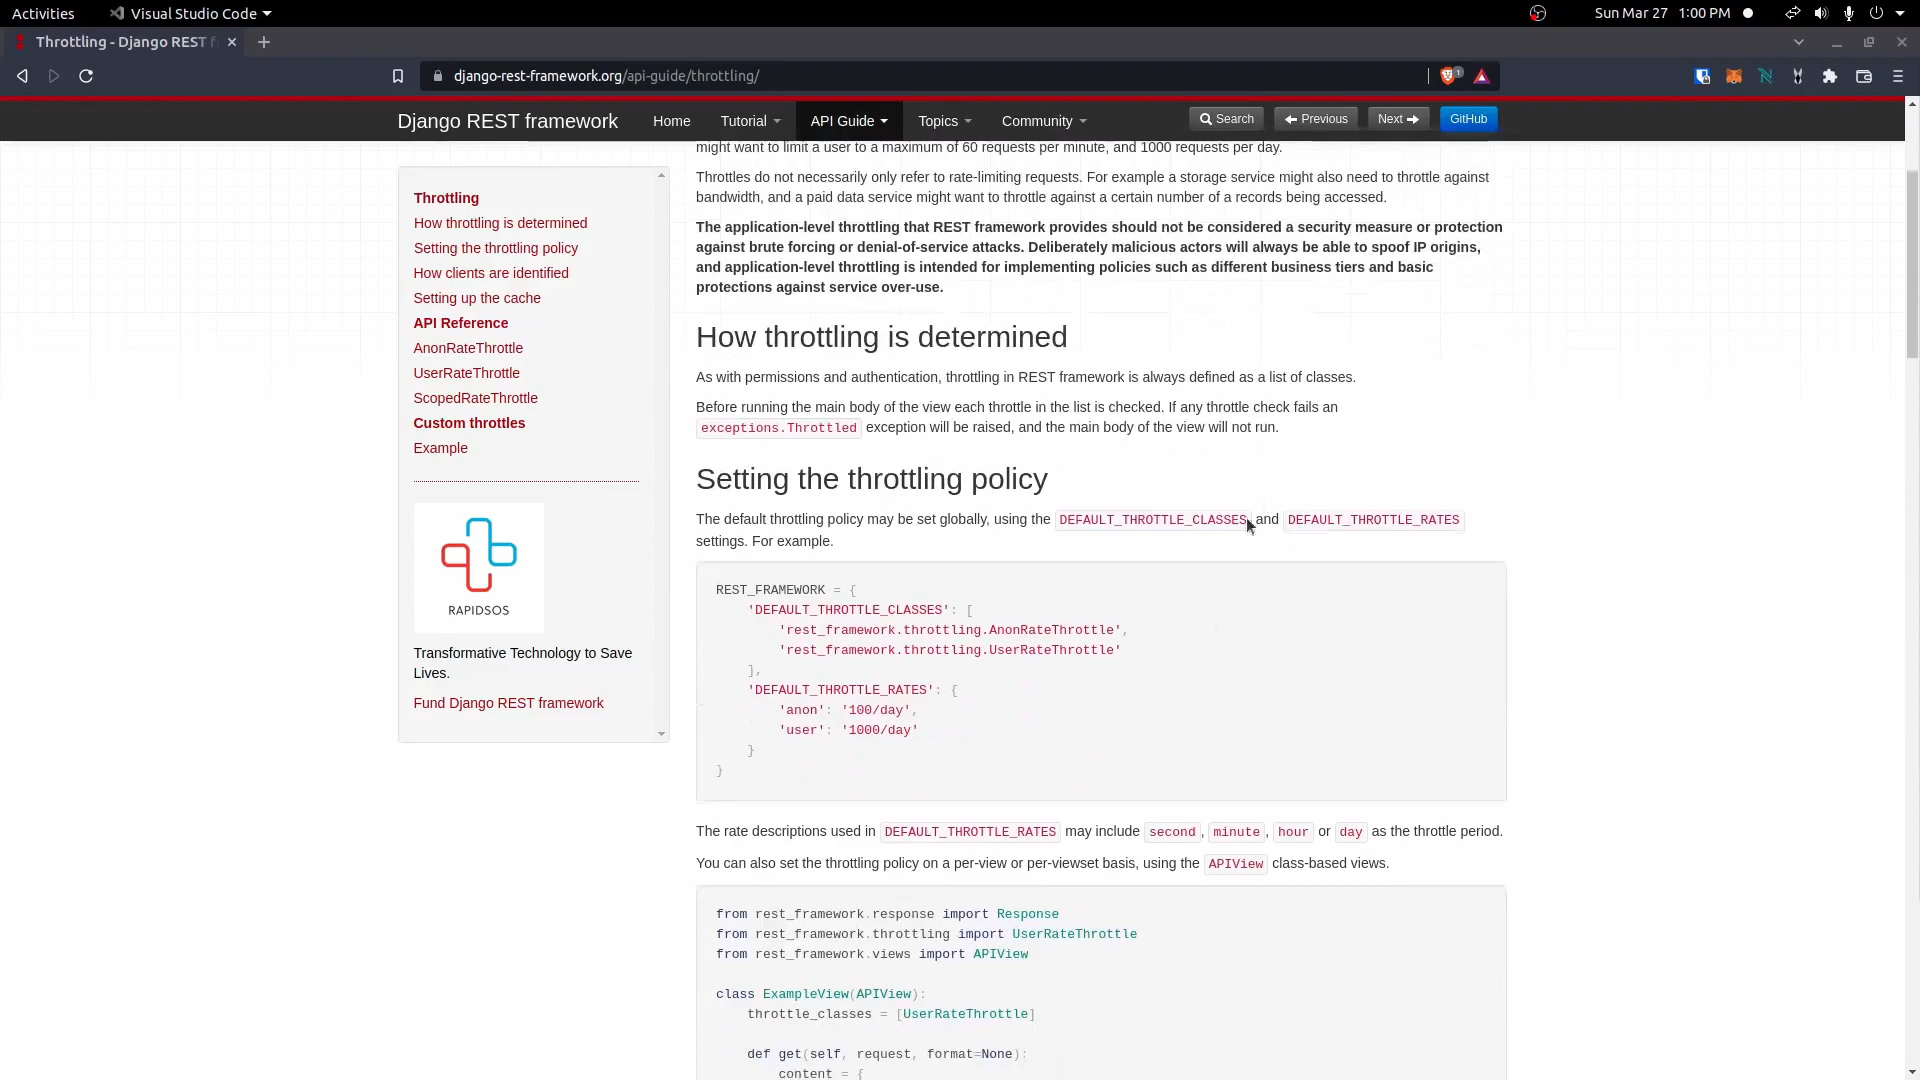 Activities Visual Studio Code Sun Mar 27 1:00 PM
Throttling - Django REST f
django-rest-framework.org/api-guide/throttling/ 1
Django REST framework Home Tutorial API Guide Topics Community Search Previous Next GitHub
Throttling
How throttling is determined
Setting the throttling policy
How clients are identified
Setting up the cache
API Reference
AnonRateThrottle
UserRateThrottle
ScopedRateThrottle
Custom throttles
Example
RAPIDSOS
Transformative Technology to Save
Lives.
Fund Django REST framework
might want to limit a user to a maximum of 60 requests per minute, and 1000 requests per day.
Throttles do not necessarily only refer to rate-limiting requests. For example a storage service might also need to throttle against
bandwidth, and a paid data service might want to throttle against a certain number of a records being accessed.
The application-level throttling that REST framework provides should not be considered a security measure or protection
against brute forcing or denial-of-service attacks. Deliberately malicious actors will always be able to spoof IP origins,
and application-level throttling is intended for implementing policies such as different business tiers and basic
protections against service over-use.
How throttling is determined
As with permissions and authentication, throttling in REST framework is always defined as a list of classes.
Before running the main body of the view each throttle in the list is checked. If any throttle check fails an
exceptions.Throttled exception will be raised, and the main body of the view will not run.
Setting the throttling policy
The default throttling policy may be set globally, using the DEFAULT_THROTTLE_CLASSES and DEFAULT_THROTTLE_RATES
settings. For example.
REST_FRAMEWORK = {
    'DEFAULT_THROTTLE_CLASSES': [
        'rest_framework.throttling.AnonRateThrottle',
        'rest_framework.throttling.UserRateThrottle'
    ],
    'DEFAULT_THROTTLE_RATES': {
        'anon': '100/day',
        'user': '1000/day'
    }
}
The rate descriptions used in DEFAULT_THROTTLE_RATES may include second, minute, hour or day as the throttle period.
You can also set the throttling policy on a per-view or per-viewset basis, using the APIView class-based views.
from rest_framework.response import Response
from rest_framework.throttling import UserRateThrottle
from rest_framework.views import APIView
class ExampleView(APIView):
    throttle_classes = [UserRateThrottle]
    def get(self, request, format=None):
        content = {